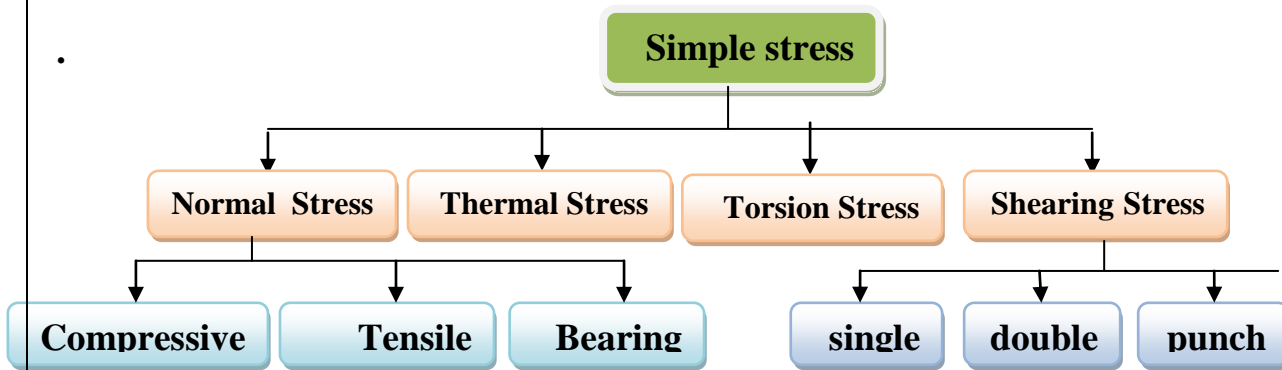 Simple stress
.
Normal Stress
Thermal Stress
Torsion Stress
Shearing Stress
Compressive
Tensile
Bearing
single
double
punch